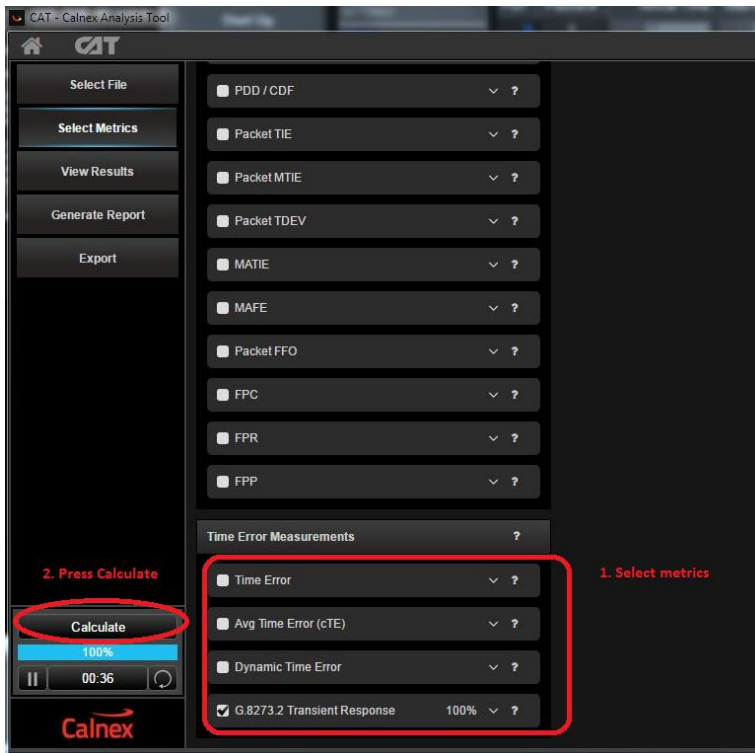 CAT - Calnex Analysis Tool
CAT
Select File
Select Metrics
View Results
Generate Report
Export
PDD / CDF ?
Packet TIE ?
Packet MTIE ?
Packet TDEV ?
MATIE ?
MAFE ?
Packet FFO ?
FPC ?
FPR ?
FPP ?
Time Error Measurements ?
Time Error ?
Avg Time Error (cTE) ?
Dynamic Time Error ?
G.8273.2 Transient Response 100% ?
1. Select metrics
2. Press Calculate
Calculate
100%
00:36
Calnex